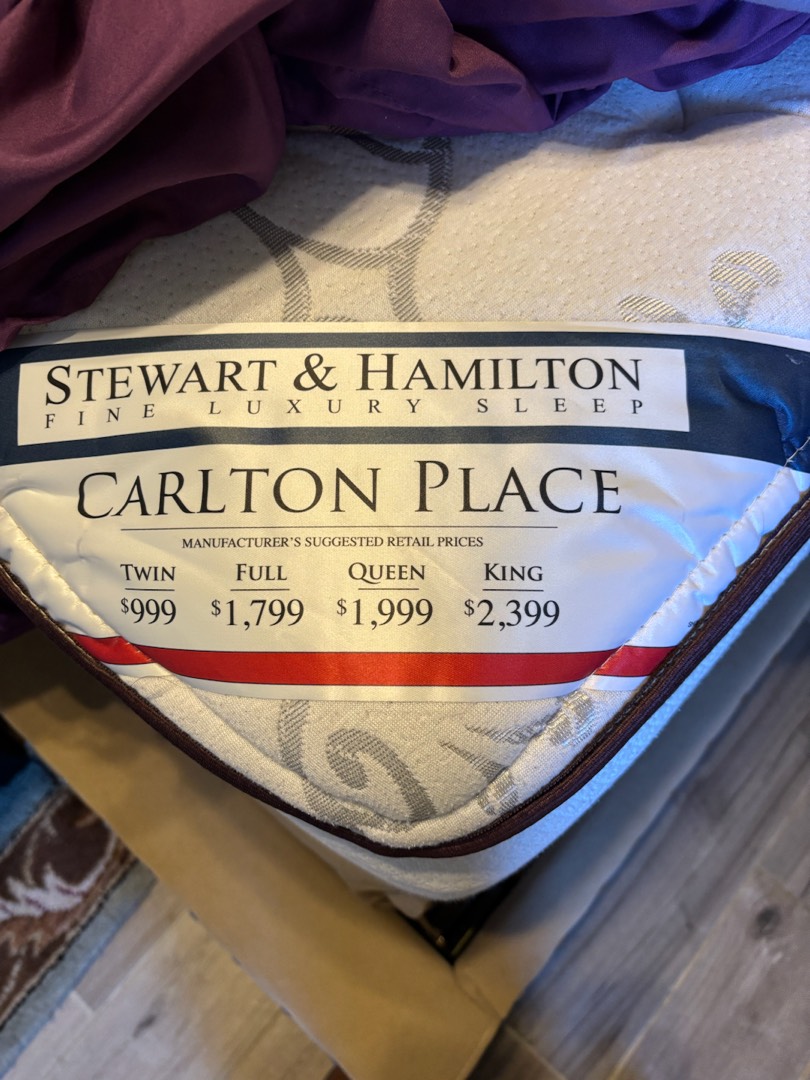 STEWART & HAMILTON
FINE LUXURY SLEEP
CARLTON PLACE
MANUFACTURER'S SUGGESTED RETAIL PRICES
TWIN FULL QUEEN KING
$999 $1,799 $1,999 $2,399